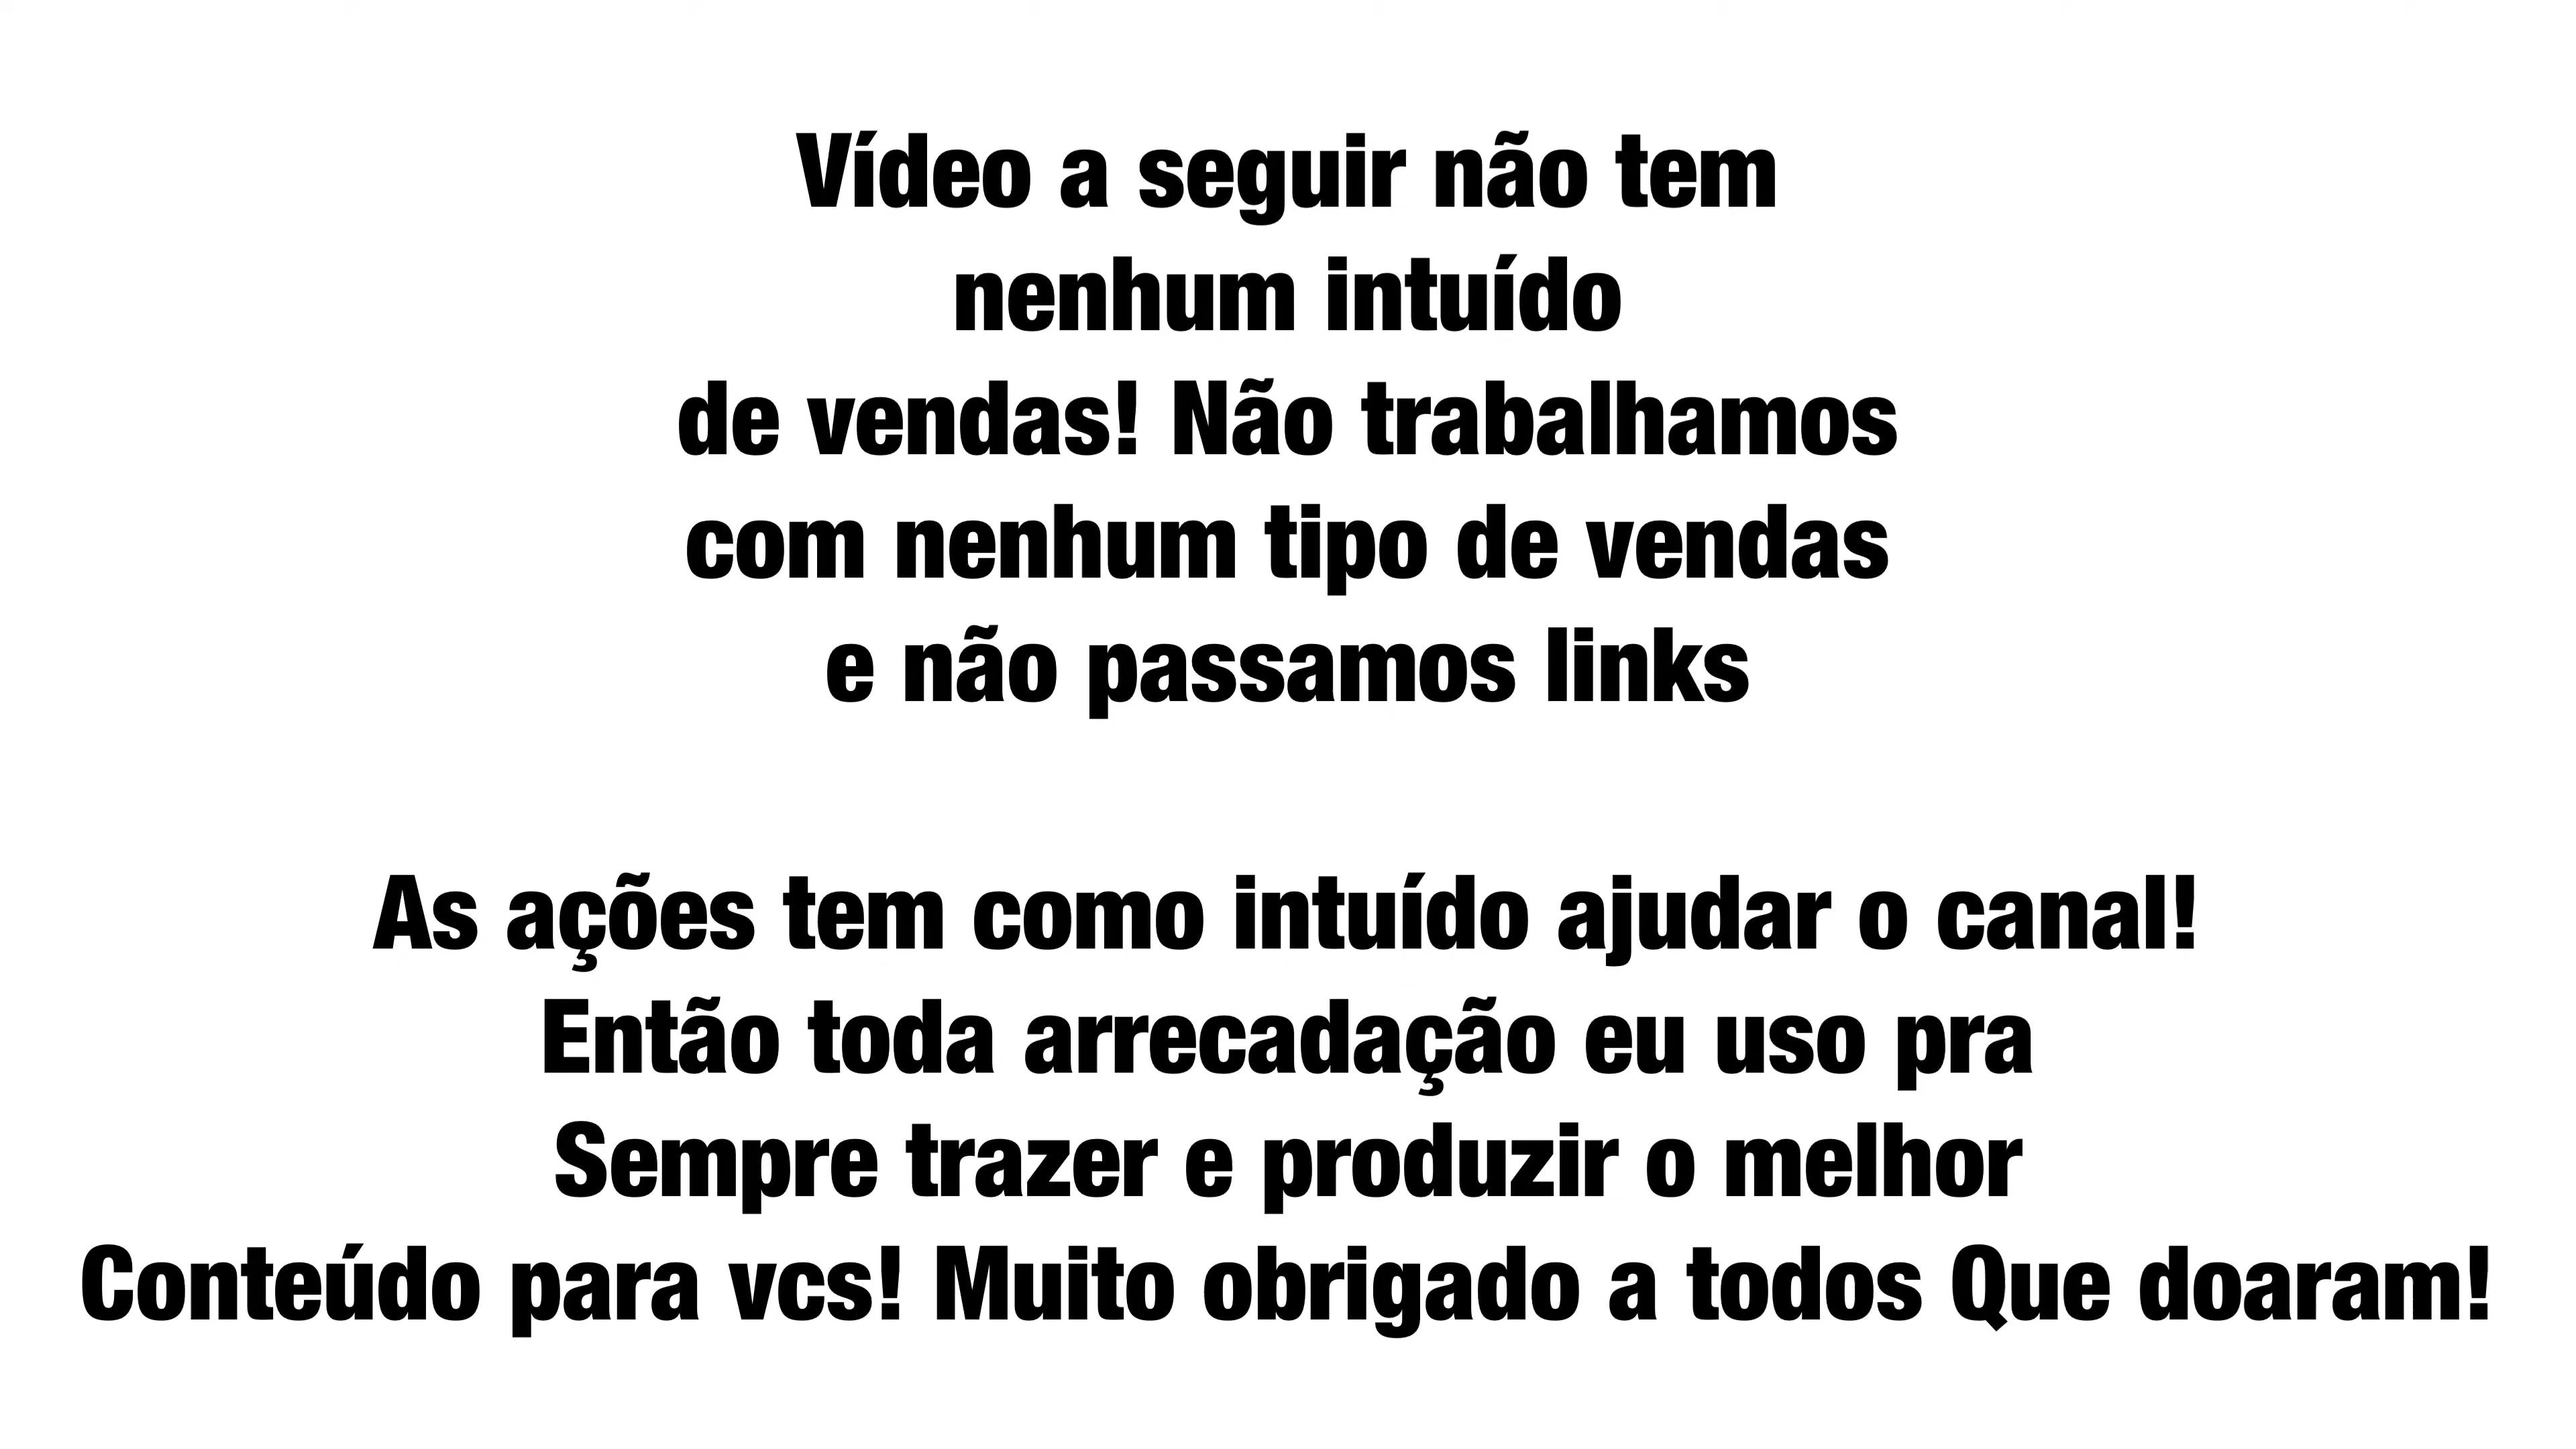 Vídeo a seguir não tem
nenhum intuído
de vendas! Não trabalhamos
com nenhum tipo de vendas
e não passamos links
As ações tem como intuído ajudar o canal!
Então toda arrecadação eu uso pra
Sempre trazer e produzir o melhor
Conteúdo para vcs! Muito obrigado a todos Que doaram!